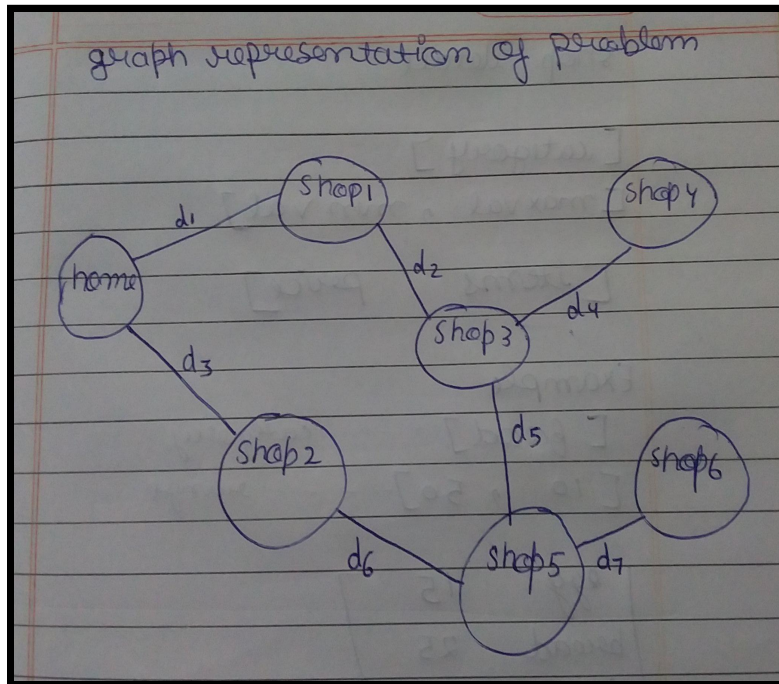 graph representation of problem
shop1
shop4
d1
home
d2
shop3
d4
d3
d5
shop2
shop6
d6
shop5
d7